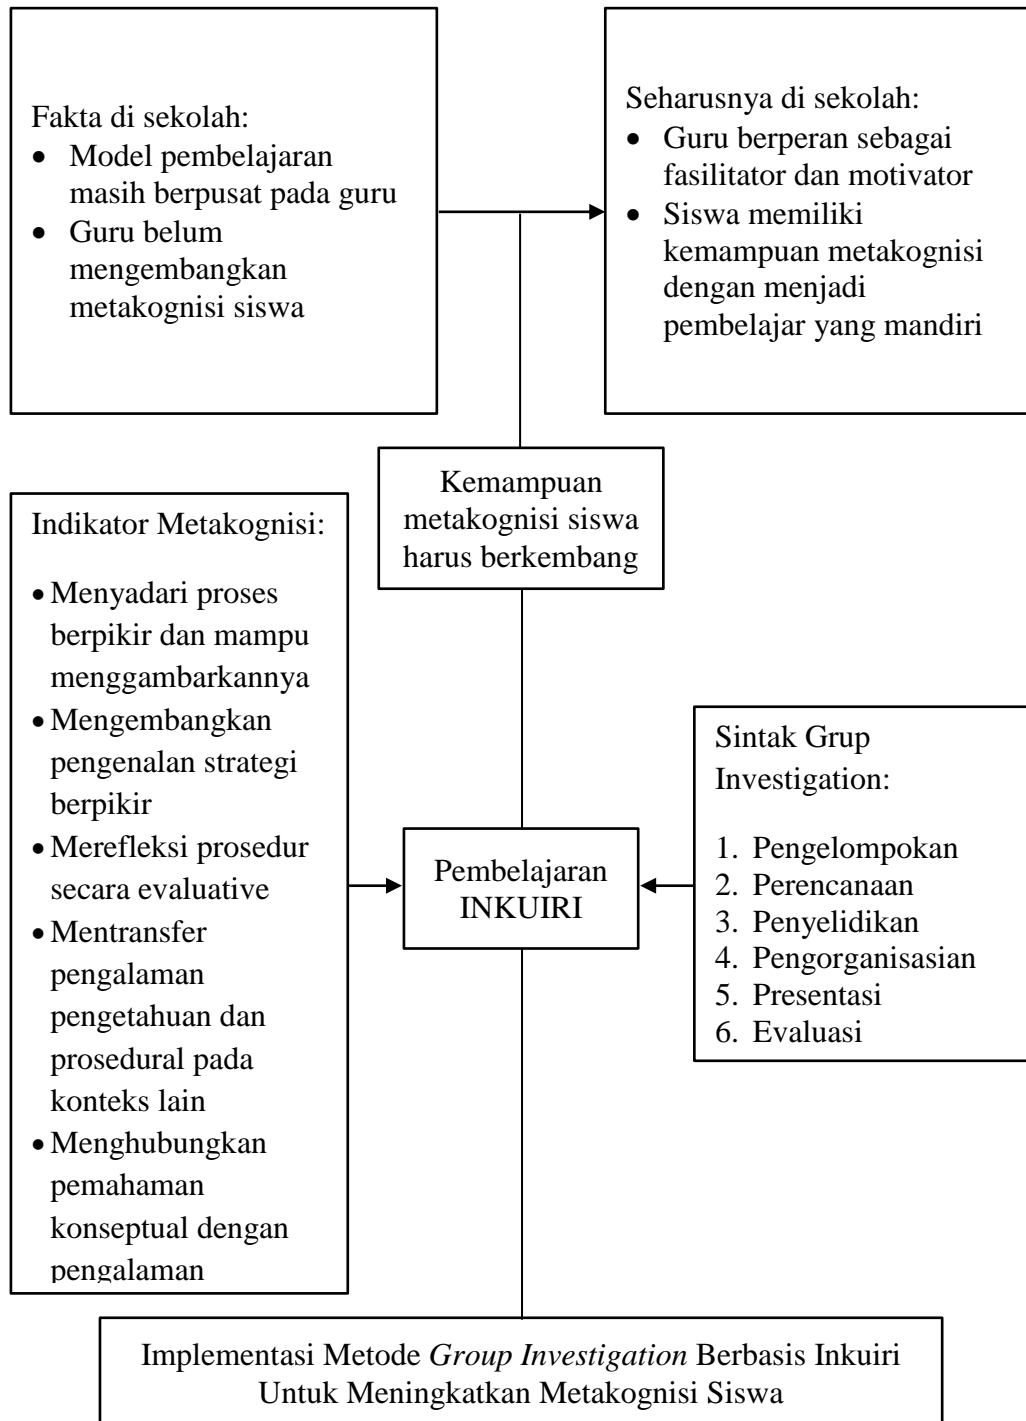 Fakta di sekolah:
• Model pembelajaran
masih berpusat pada guru
• Guru belum
mengembangkan
metakognisi siswa
Seharusnya di sekolah:
• Guru berperan sebagai
fasilitator dan motivator
• Siswa memiliki
kemampuan metakognisi
dengan menjadi
pembelajar yang mandiri
Kemampuan
metakognisi siswa
harus berkembang
Indikator Metakognisi:
• Menyadari proses
berpikir dan mampu
menggambarkannya
• Mengembangkan
pengenalan strategi
berpikir
• Merefleksi prosedur
secara evaluative
• Mentransfer
pengalaman
pengetahuan dan
prosedural pada
konteks lain
• Menghubungkan
pemahaman
konseptual dengan
pengalaman
Pembelajaran
INKUIRI
Sintak Grup
Investigation:
1. Pengelompokan
2. Perencanaan
3. Penyelidikan
4. Pengorganisasian
5. Presentasi
6. Evaluasi
Implementasi Metode Group Investigation Berbasis Inkuiri
Untuk Meningkatkan Metakognisi Siswa